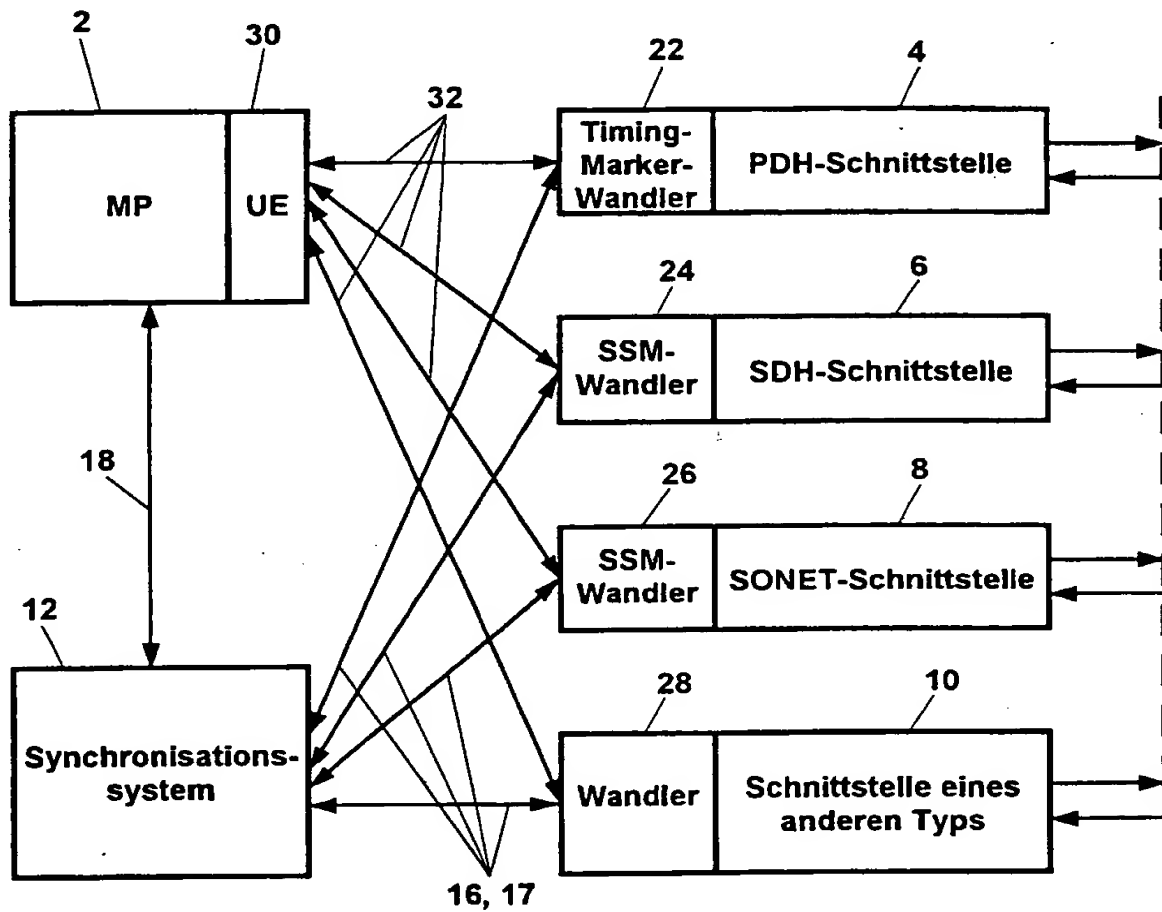 2
30
22
4
32
MP
UE
Timing-
Marker-
Wandler
PDH-Schnittstelle
24
6
SSM-
Wandler
SDH-Schnittstelle
18
26
8
SSM-
Wandler
SONET-Schnittstelle
12
28
10
Synchronisations-
system
Wandler
Schnittstelle eines
anderen Typs
16, 17